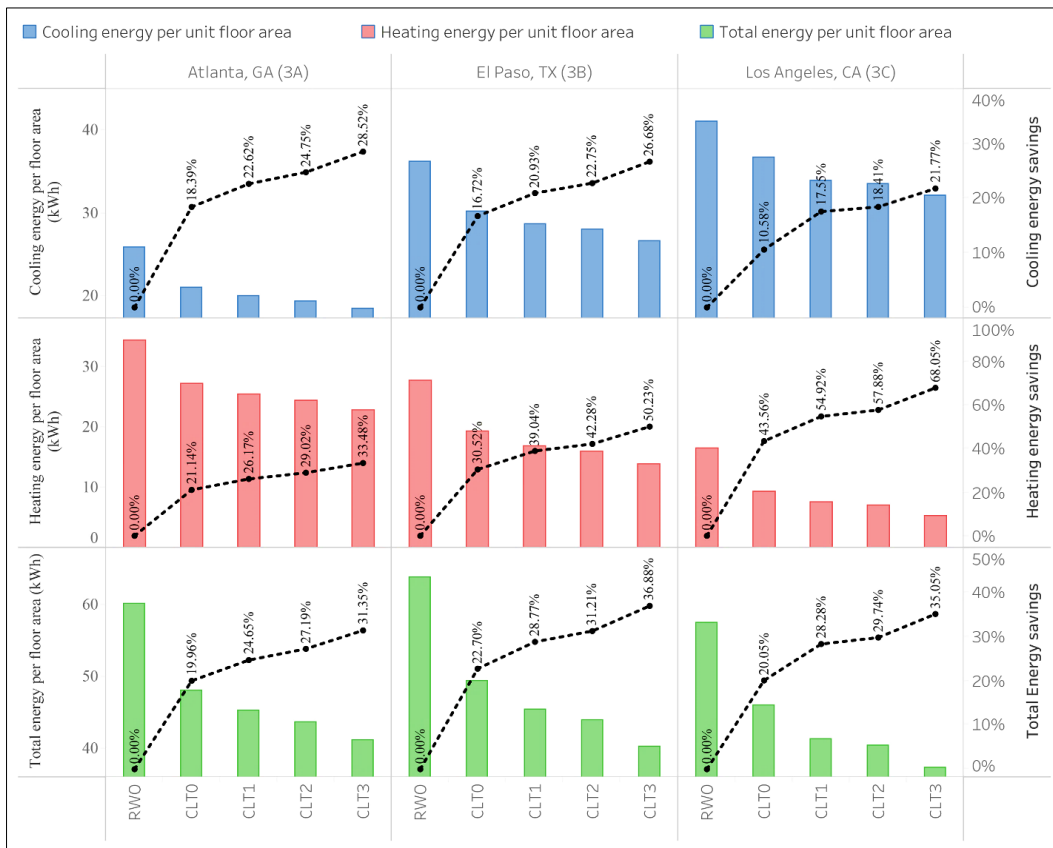 Cooling energy per unit floor area
Heating energy per unit floor area
Total energy per unit floor area
Atlanta, GA (3A)
El Paso, TX (3B)
Los Angeles, CA (3C)
Cooling energy per floor area
(kWh)
40
30
20
0.00%
18.39%
22.62%
24.75%
28.52%
0.00%
16.72%
20.93%
22.75%
26.68%
0.00%
10.58%
17.55%
18.41%
21.77%
40%
30%
20%
10%
0%
Cooling energy savings
Heating energy per floor area
(kWh)
30
20
10
0
0.00%
21.14%
26.17%
29.02%
33.48%
0.00%
30.52%
39.04%
42.28%
50.23%
0.00%
43.56%
54.92%
57.88%
68.05%
100%
80%
60%
40%
20%
0%
Heating energy savings
Total energy per floor area (kWh)
60
50
40
0.00%
19.96%
24.65%
27.19%
31.35%
0.00%
22.70%
28.77%
31.21%
36.88%
0.00%
20.05%
28.28%
29.74%
35.05%
50%
40%
30%
20%
10%
0%
Total Energy savings
RWO
CLT0
CLT1
CLT2
CLT3
RWO
CLT0
CLT1
CLT2
CLT3
RWO
CLT0
CLT1
CLT2
CLT3